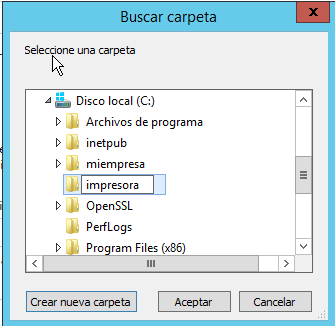 Buscar carpeta
Seleccione una carpeta
Disco local (C:)
Archivos de programa
inetpub
miempresa
impresora
OpenSSL
PerfLogs
Program Files (x86)
Crear nueva carpeta Aceptar Cancelar